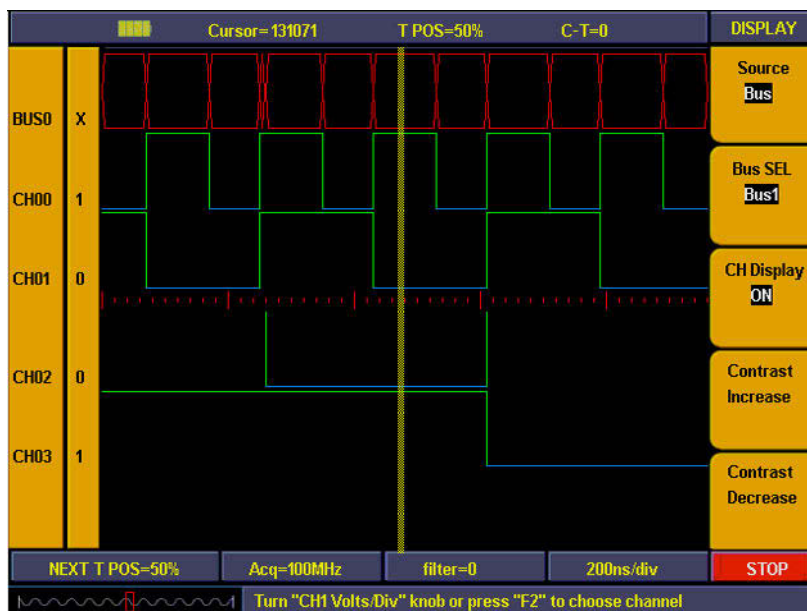 Cursor=131071 T POS=50% C-T=0 DISPLAY
Source
Bus
BUS0 X
Bus SEL
Bus1
CH00 1
CH Display
ON
CH01 0
CH02 0
Contrast
Increase
CH03 1
Contrast
Decrease
NEXT T POS=50% Acq=100MHz filter=0 200ns/div STOP
Turn "CH1 Volts/Div" knob or press "F2" to choose channel